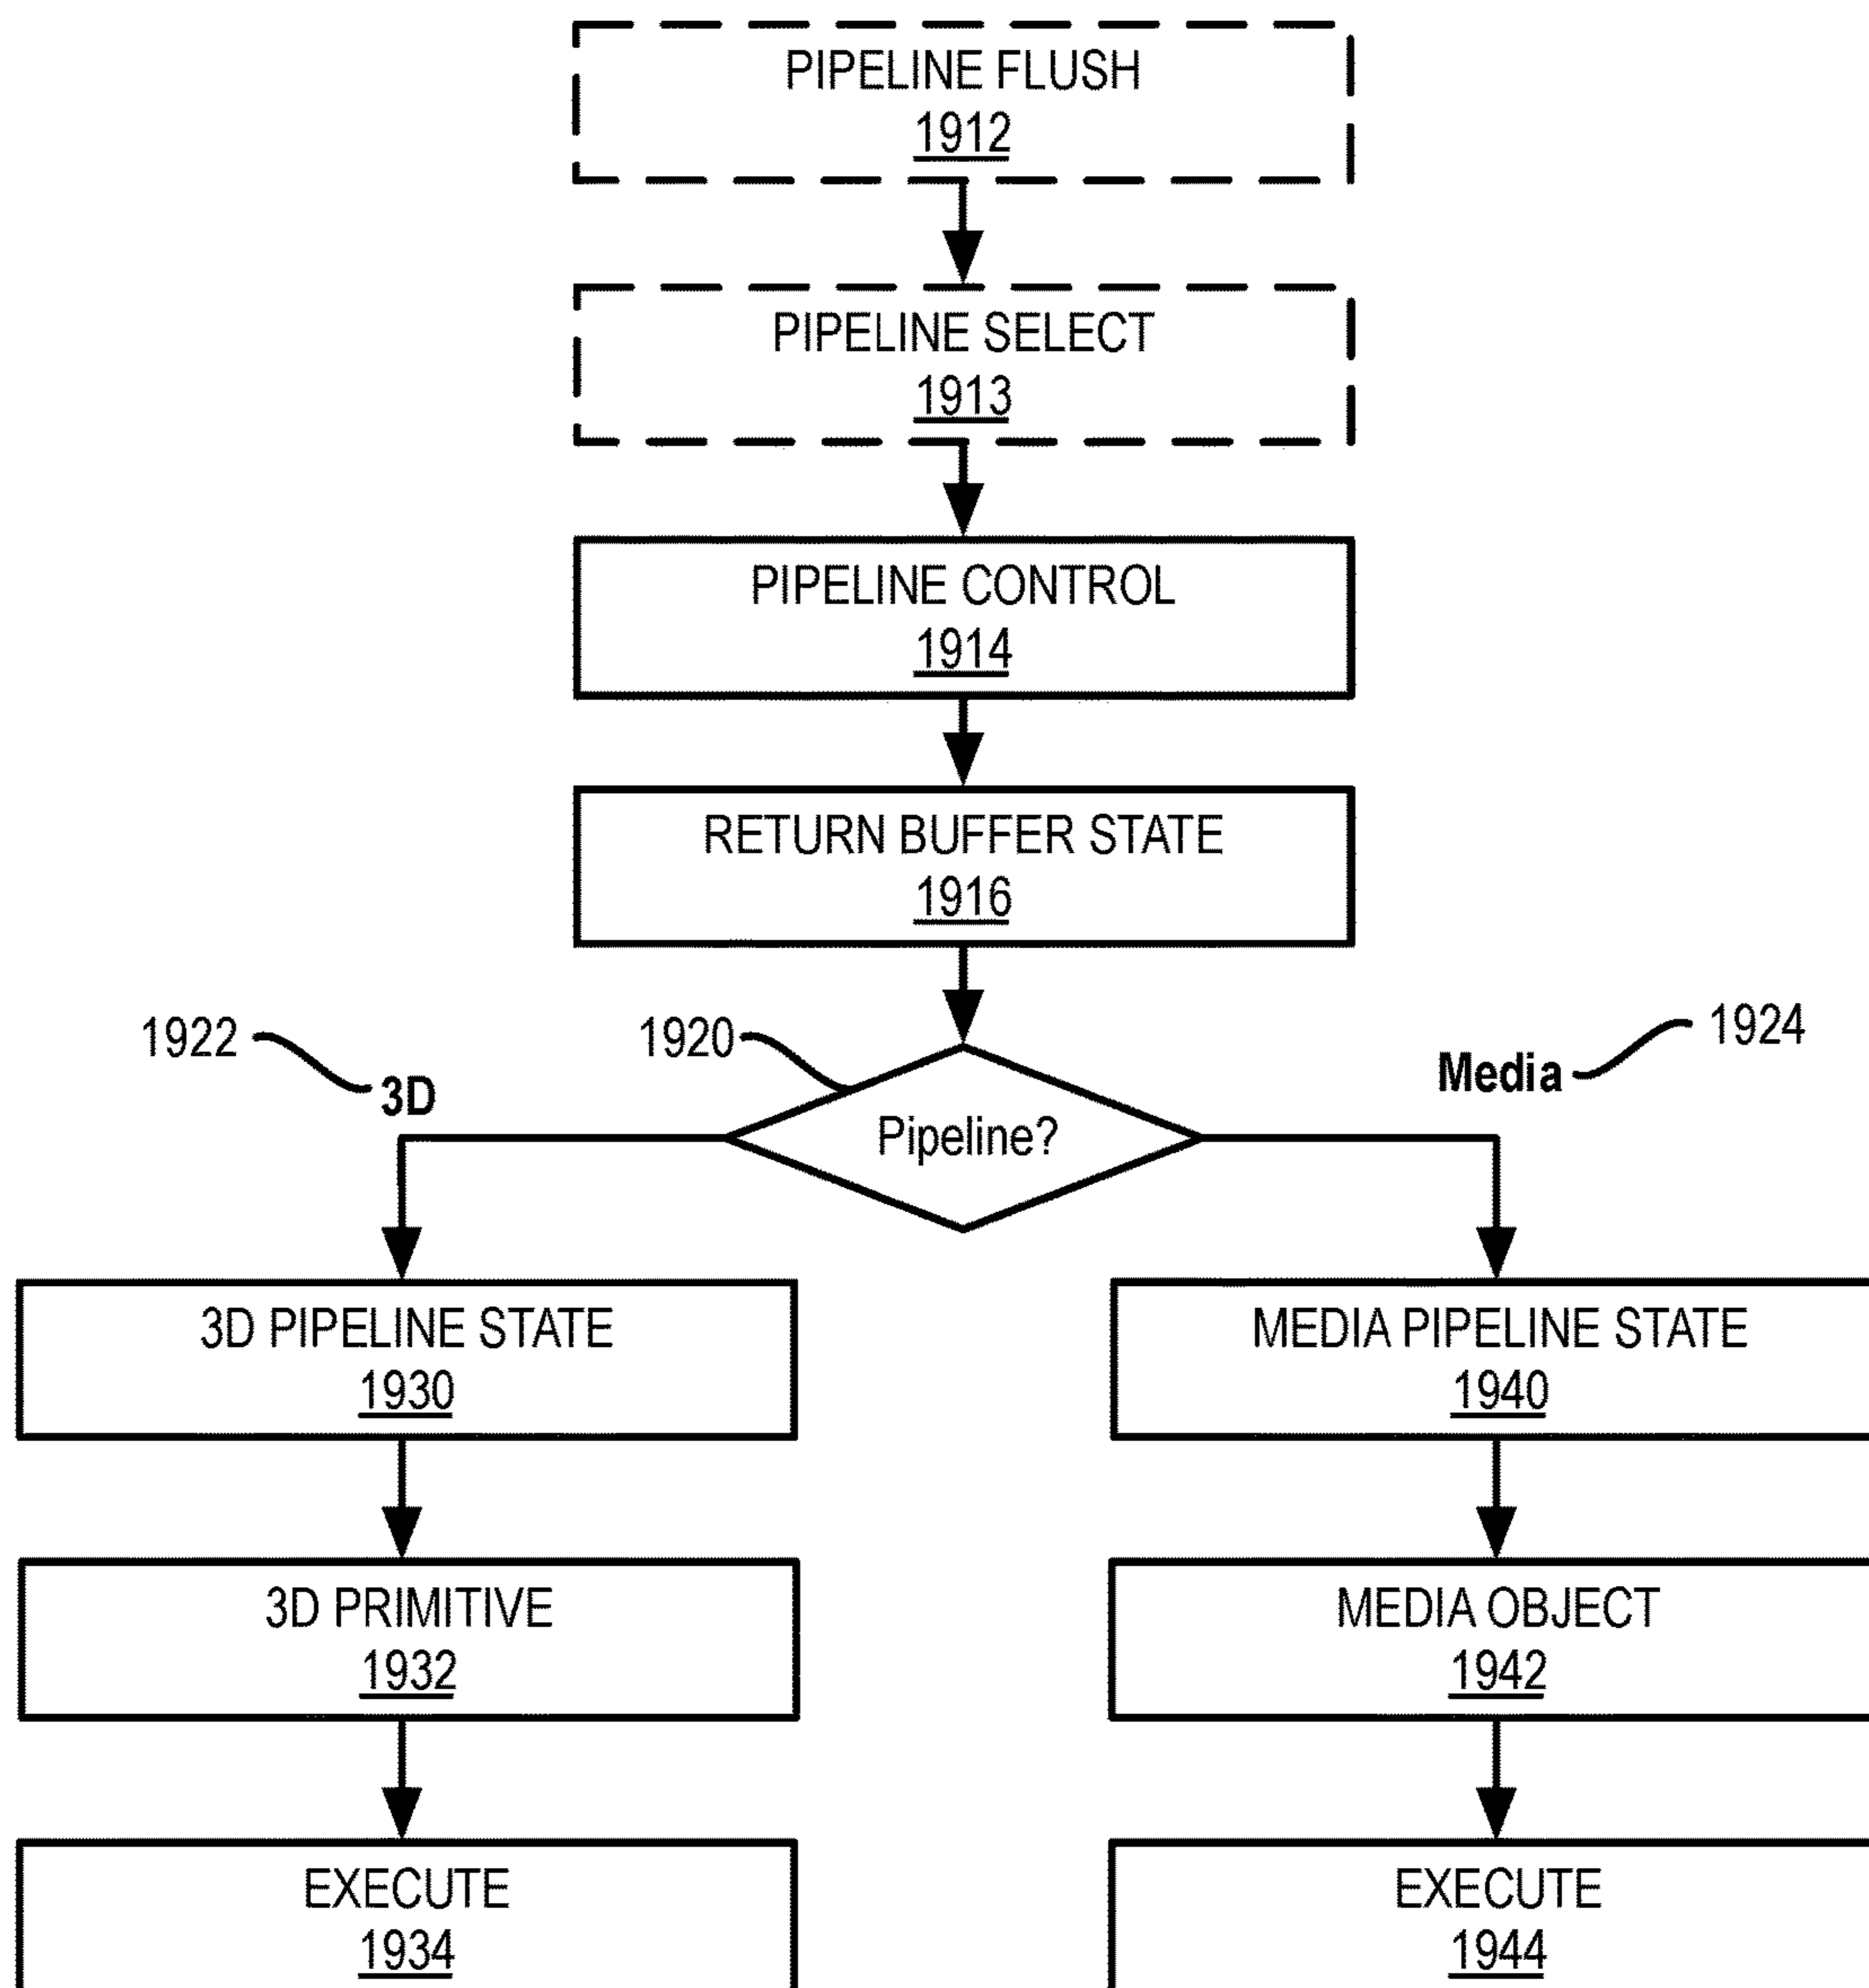 PIPELINE FLUSH
1912
PIPELINE SELECT
1913
PIPELINE CONTROL
1914
RETURN BUFFER STATE
1916
1922
1920
1924
3D
Media
Pipeline?
3D PIPELINE STATE
1930
MEDIA PIPELINE STATE
1940
3D PRIMITIVE
1932
MEDIA OBJECT
1942
EXECUTE
1934
EXECUTE
1944